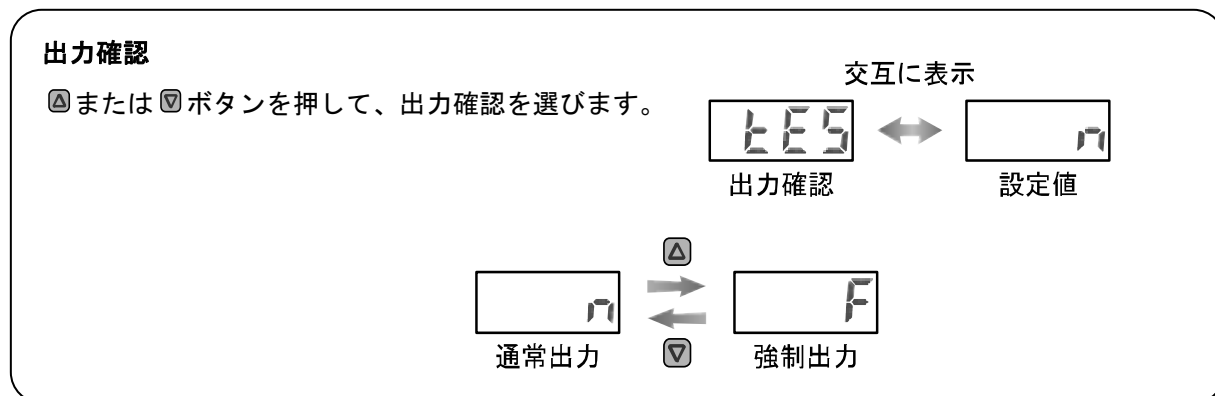 出力確認
△または▽ボタンを押して、出力確認を選びます。
交互に表示
tES
n
出力確認
設定値
△
n
F
通常出力
▽
強制出力